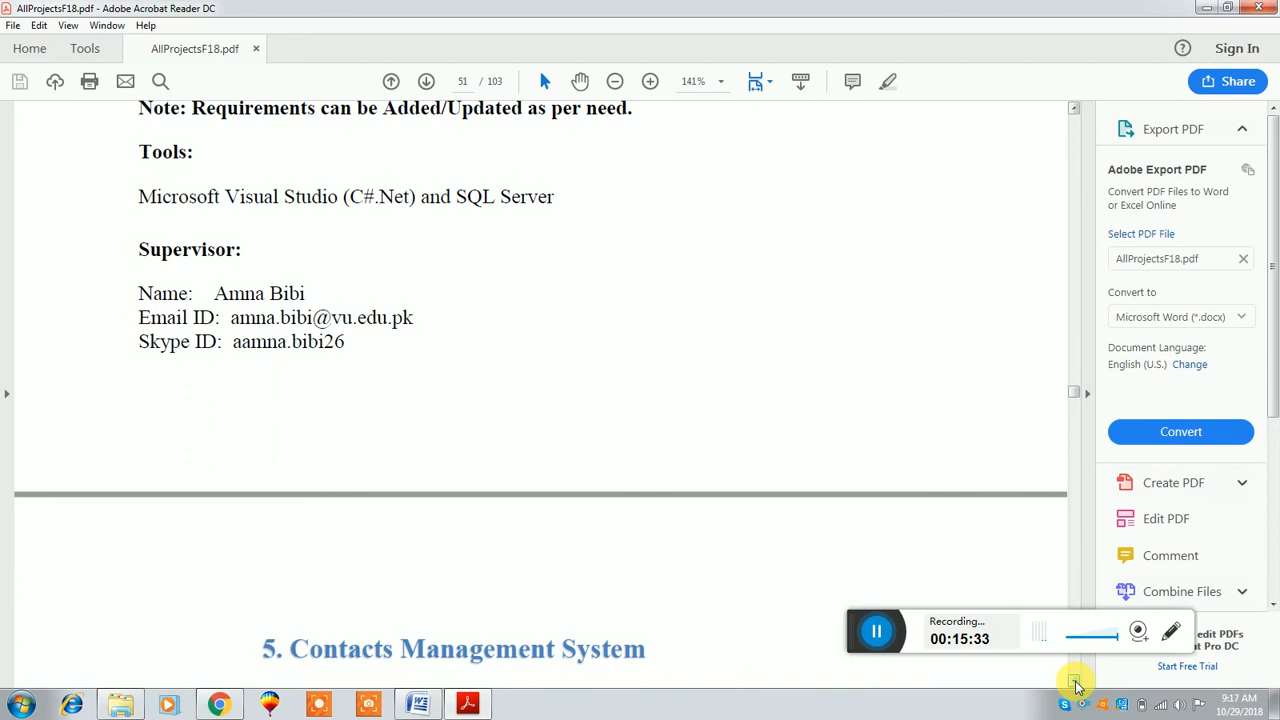 AllProjectsF18.pdf - Adobe Acrobat Reader DC
File Edit View Window Help
Home Tools AllProjectsF18.pdf × Sign In
51 / 103 141% Share
Note: Requirements can be Added/Updated as per need.
Tools:
Microsoft Visual Studio (C#.Net) and SQL Server
Supervisor:
Name: Amna Bibi
Email ID: amna.bibi@vu.edu.pk
Skype ID: aamna.bibi26
5. Contacts Management System
Export PDF
Adobe Export PDF
Convert PDF Files to Word
or Excel Online
Select PDF File
AllProjectsF18.pdf
Convert to
Microsoft Word (*.docx)
Document Language:
English (U.S.) Change
Convert
Create PDF
Edit PDF
Comment
Combine Files
edit PDFs
at Pro DC
Start Free Trial
Recording...
00:15:33
9:17 AM
10/29/2018